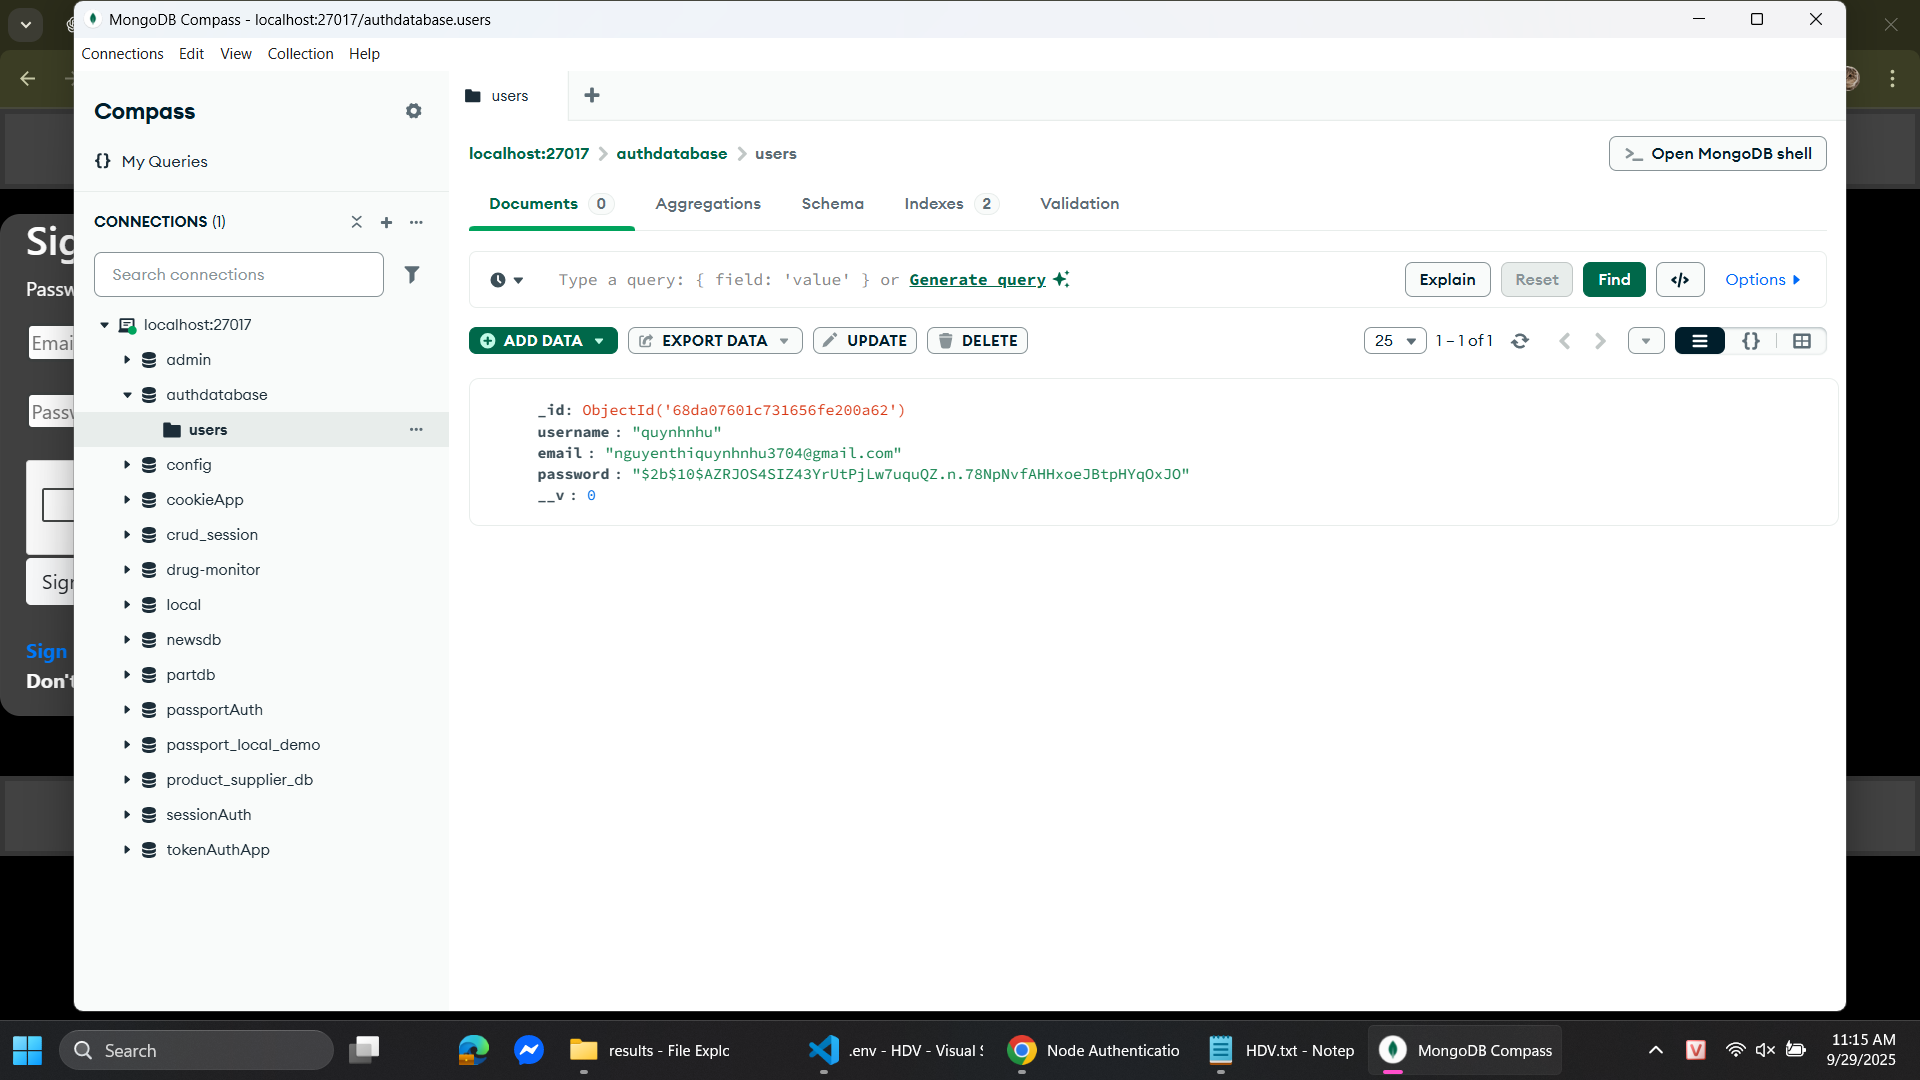 MongoDB Compass - localhost:27017/authdatabase.users
Connections Edit View Collection Help
Compass
My Queries
CONNECTIONS (1)
Search connections
localhost:27017
admin
authdatabase
users
config
cookieApp
crud_session
drug-monitor
local
newsdb
partdb
passportAuth
passport_local_demo
product_supplier_db
sessionAuth
tokenAuthApp
users
localhost:27017 > authdatabase > users
Open MongoDB shell
Documents 0 Aggregations Schema Indexes 2 Validation
Type a query: { field: 'value' } or Generate query
Explain Reset Find </> Options
ADD DATA EXPORT DATA UPDATE DELETE
25 1 – 1 of 1
_id: ObjectId('68da07601c731656fe200a62')
username : "quynhnhu"
email : "nguyenthiquynhnhu3704@gmail.com"
password : "$2b$10$AZRJOS4SIZ43YrUtPjLw7uquQZ.n.78NpNvfAHHxoeJBtpHYqOxJO"
__v : 0
Sig
Passw
Email
Passw
Sign
Sign
Don't
Search
results - File Explc
.env - HDV - Visual S
Node Authenticatio
HDV.txt - Notep
MongoDB Compass
V
11:15 AM
9/29/2025